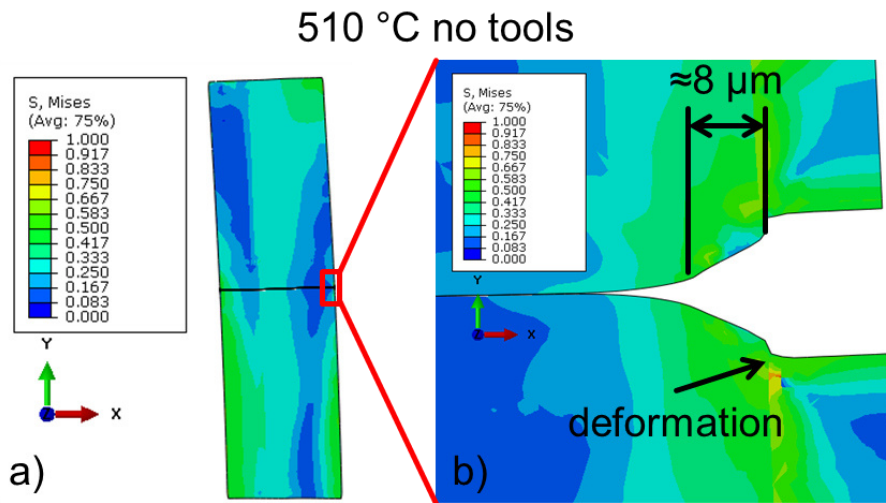 510 °C no tools
S, Mises
(Avg: 75%)
1.000
0.917
0.833
0.750
0.667
0.583
0.500
0.417
0.333
0.250
0.167
0.083
0.000
Y
Z
X
a)
S, Mises
(Avg: 75%)
1.000
0.917
0.833
0.750
0.667
0.583
0.500
0.417
0.333
0.250
0.167
0.083
0.000
Y
Z
X
≈8 µm
deformation
b)